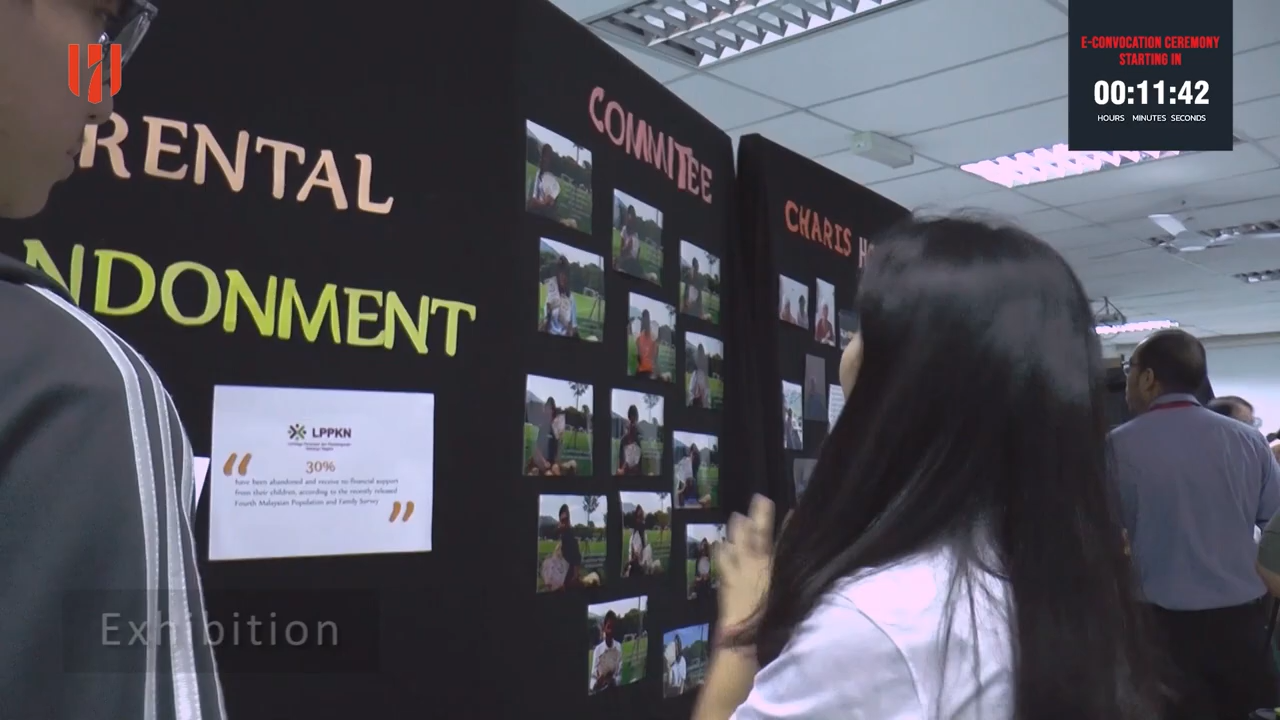 E-CONVOCATION CEREMONY
STARTING IN
00:11:42
HOURS MINUTES SECONDS
RENTAL
NDONMENT
COMMITEE
CHARIS
LPPKN
30%
have been abandoned and receive no financial support
from their children, according to the recently released
Fourth Malaysian Population and Family Survey
Exhibition